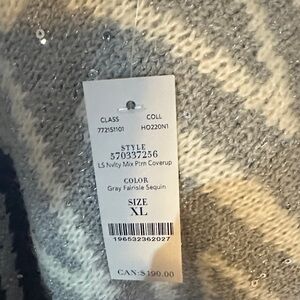 CLASS COLL
772151101 HO220N1
STYLE
570337256
LS Nvlty Mix Ptrn Coverup
COLOR
Gray Fairisle Sequin
SIZE
XL
196532362027
CAN:$190.00